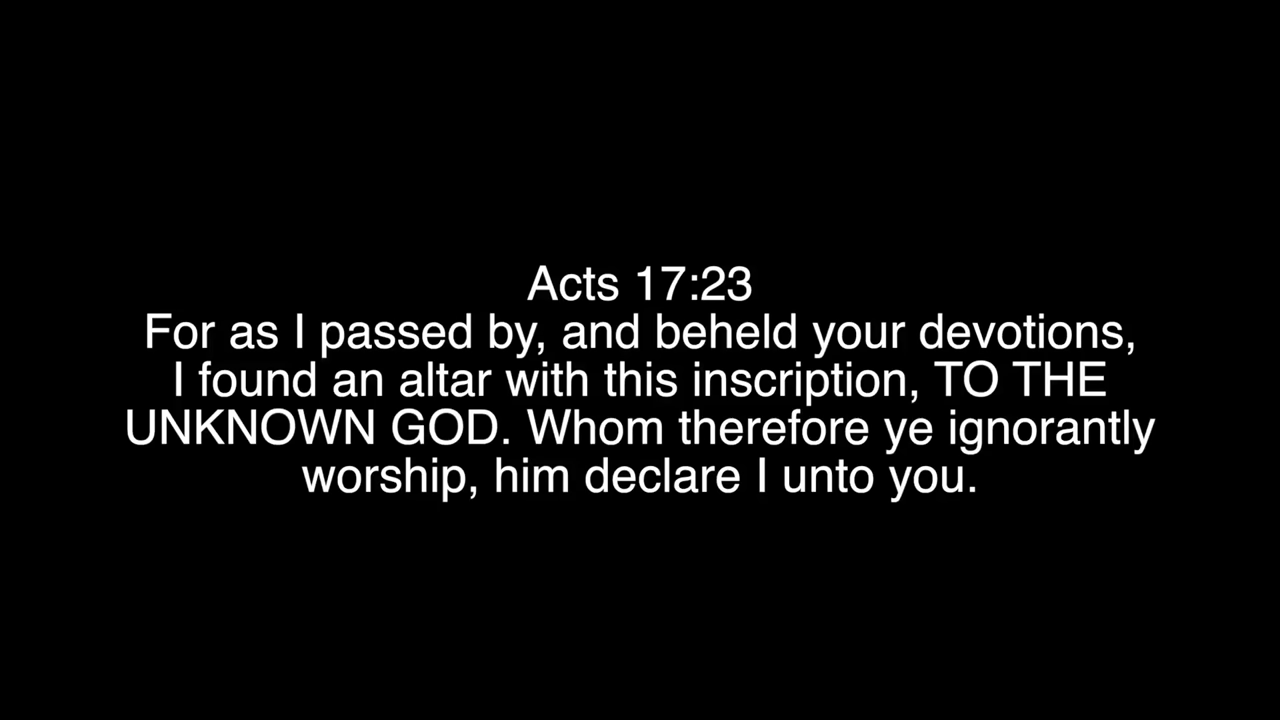 Acts 17:23
For as I passed by, and beheld your devotions,
I found an altar with this inscription, TO THE
UNKNOWN GOD. Whom therefore ye ignorantly
worship, him declare I unto you.